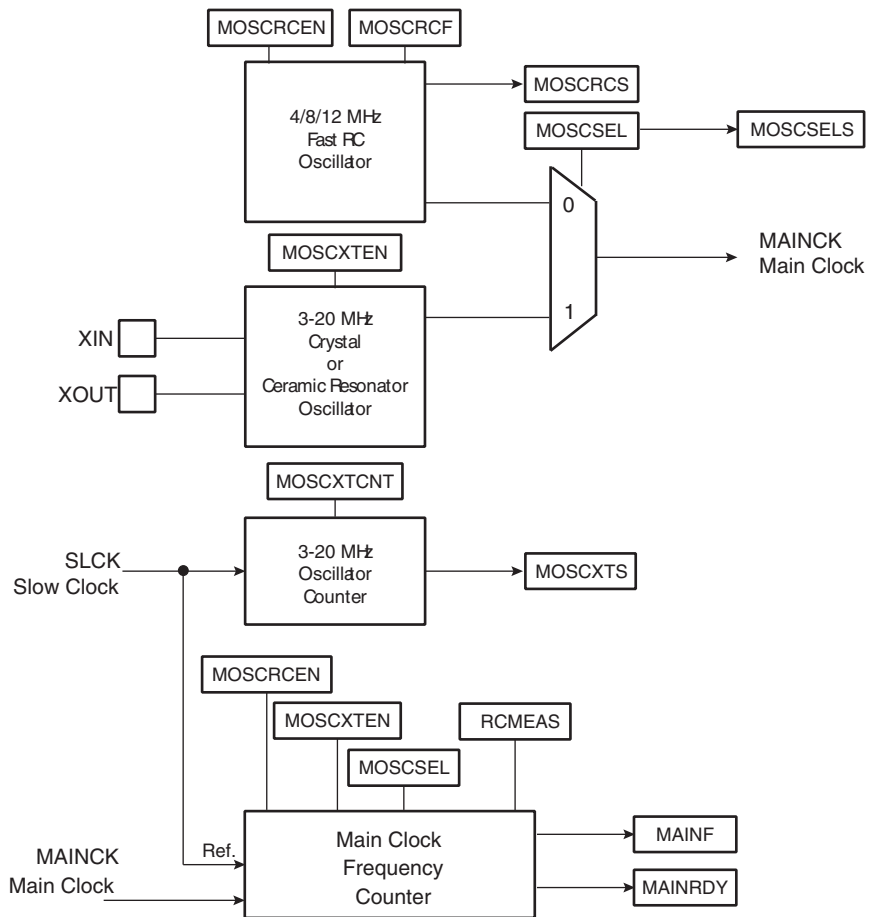 MOSCRCEN
MOSCRCF
4/8/12 MHz
Fast RC
Oscillator
MOSCRCS
MOSCSEL
MOSCSELS
0
1
MAINCK
Main Clock
MOSCXTEN
XIN
XOUT
3-20 MHz
Crystal
or
Ceramic Resonator
Oscillator
MOSCXTCNT
SLCK
Slow Clock
3-20 MHz
Oscillator
Counter
MOSCXTS
MOSCRCEN
MOSCXTEN
RCMEAS
MOSCSEL
Ref.
MAINCK
Main Clock
Main Clock
Frequency
Counter
MAINF
MAINRDY